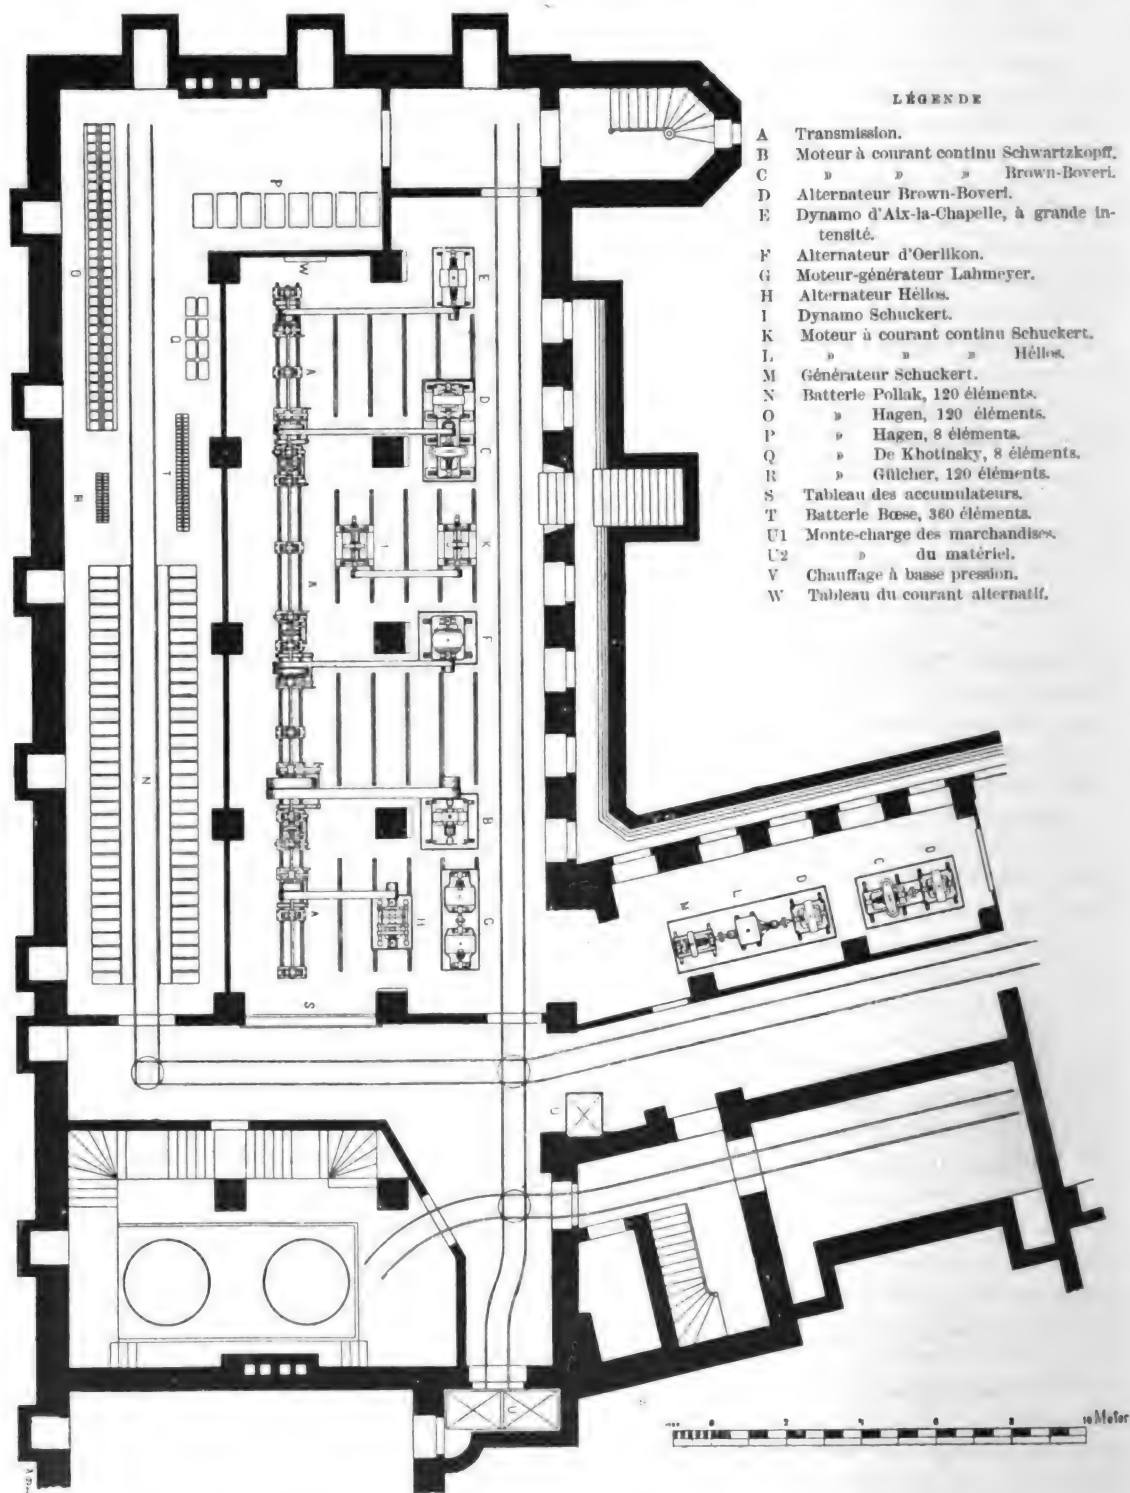 LÉGENDE
A Transmission.
B Moteur à courant continu Schwartzkopff.
C » » » Brown-Boveri.
D Alternateur Brown-Boveri.
E Dynamo d'Aix-la-Chapelle, à grande in-
tensité.
F Alternateur d'Oerlikon.
G Moteur-générateur Lahmeyer.
H Alternateur Hélios.
I Dynamo Schuckert.
K Moteur à courant continu Schuckert.
L » » » Hélios.
M Générateur Schuckert.
N Batterie Pollak, 120 éléments.
O » Hagen, 120 éléments.
P » Hagen, 8 éléments.
Q » De Khotinsky, 8 éléments.
R » Gülcher, 120 éléments.
S Tableau des accumulateurs.
T Batterie Bœse, 360 éléments.
U1 Monte-charge des marchandises.
U2 » du matériel.
V Chauffage à basse pression.
W Tableau du courant alternatif.
P
O
W
E
Q
A
D
C
T
R
I
K
A
F
N
B
A
H
G
S
M
L
D
C
D
U
U
0 2 4 6 8 10 Meter